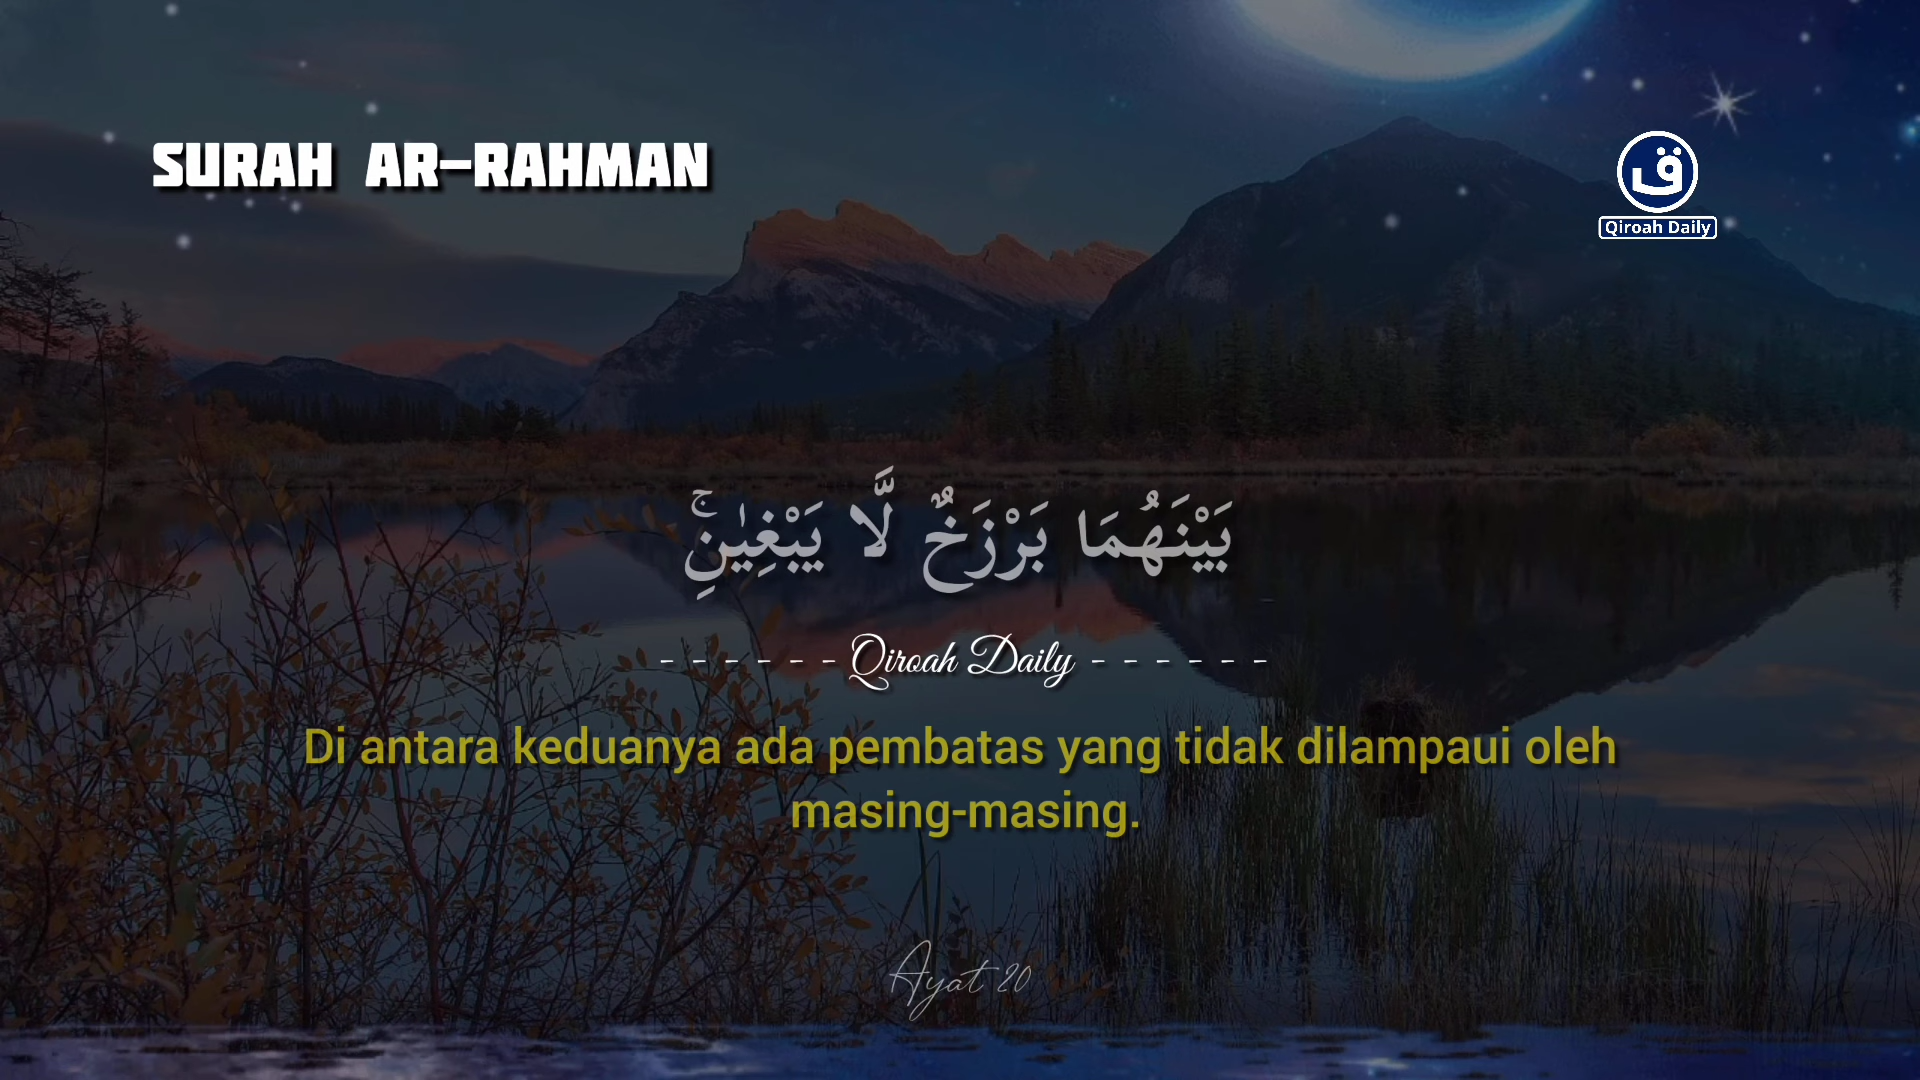 SURAH AR-RAHMAN
ق
Qiroah Daily
بَيْنَهُمَا بَرْزَخٌ لَّا يَبْغِيٰنِۚ
- - - - - - Qiroah Daily - - - - - -
Di antara keduanya ada pembatas yang tidak dilampaui oleh
masing-masing.
Ayat 20